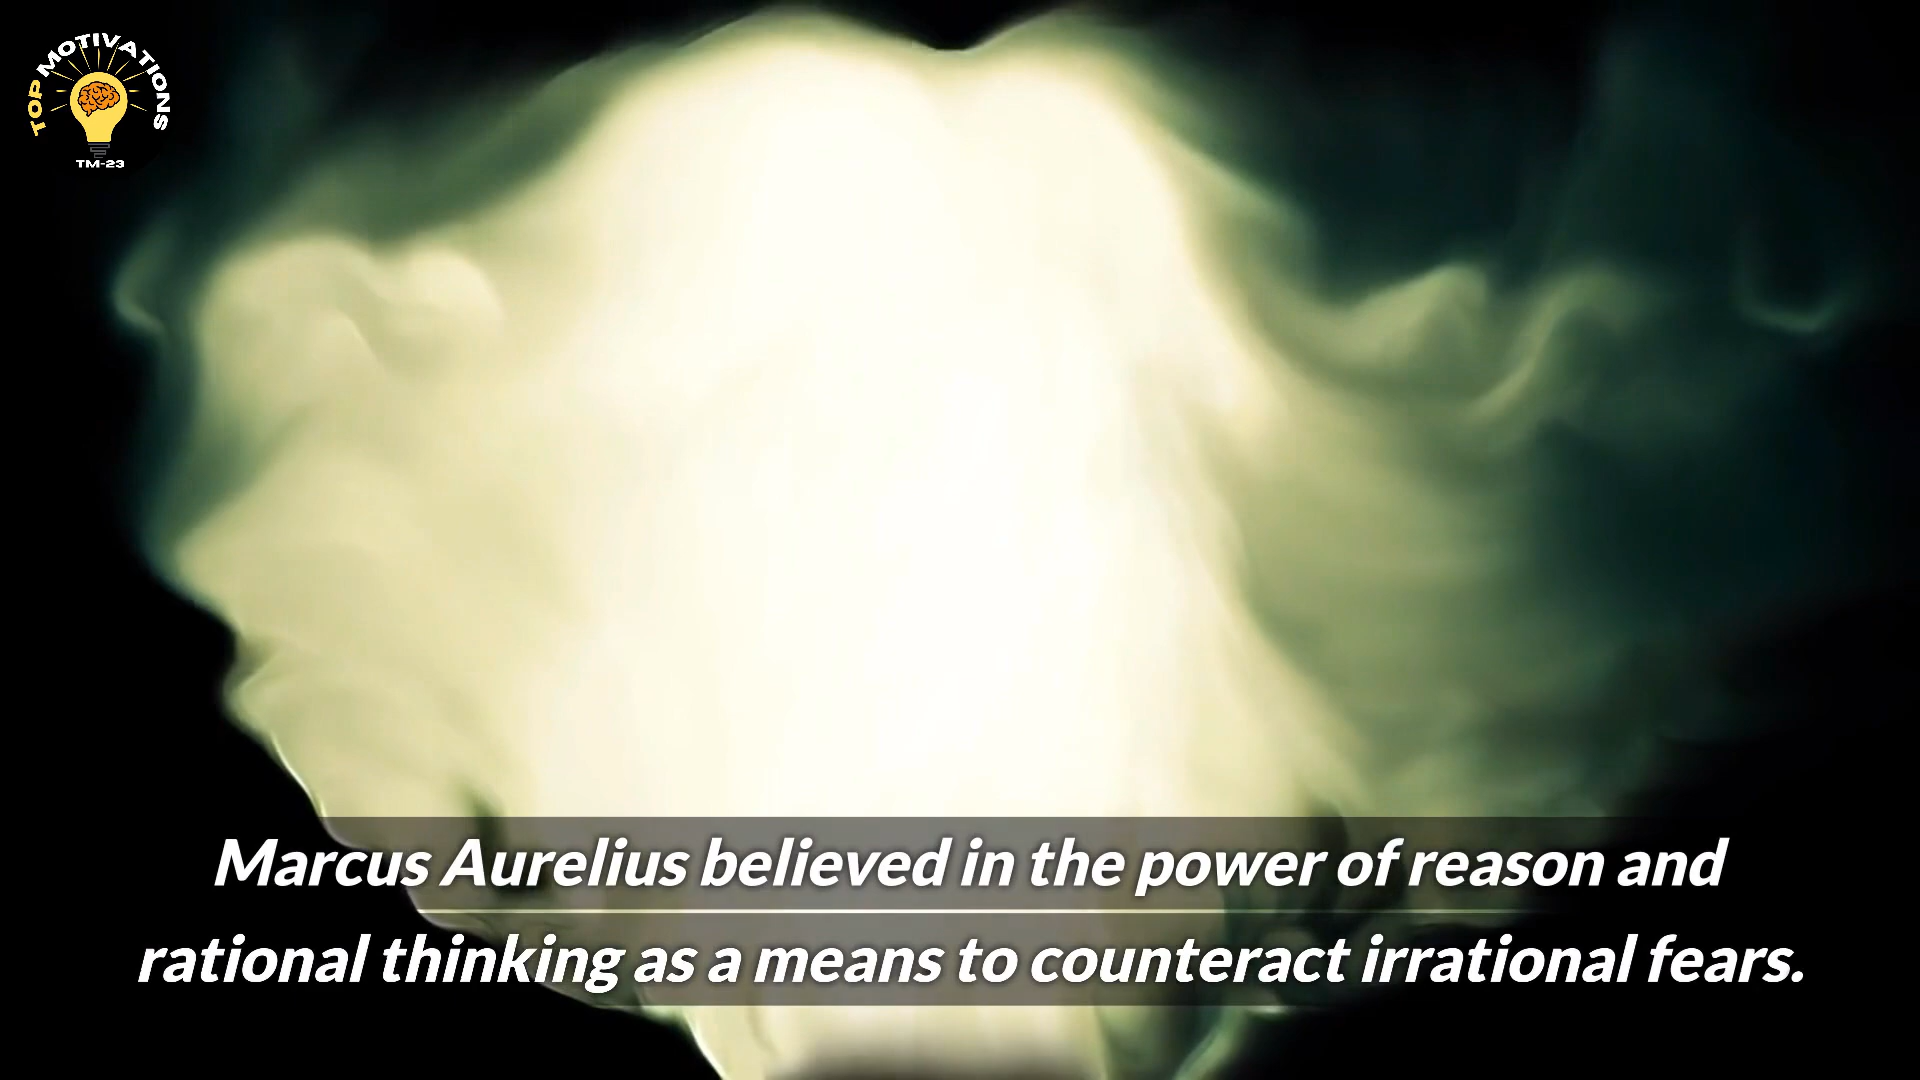 TOP MOTIVATIONS
TM-23
Marcus Aurelius believed in the power of reason and
rational thinking as a means to counteract irrational fears.